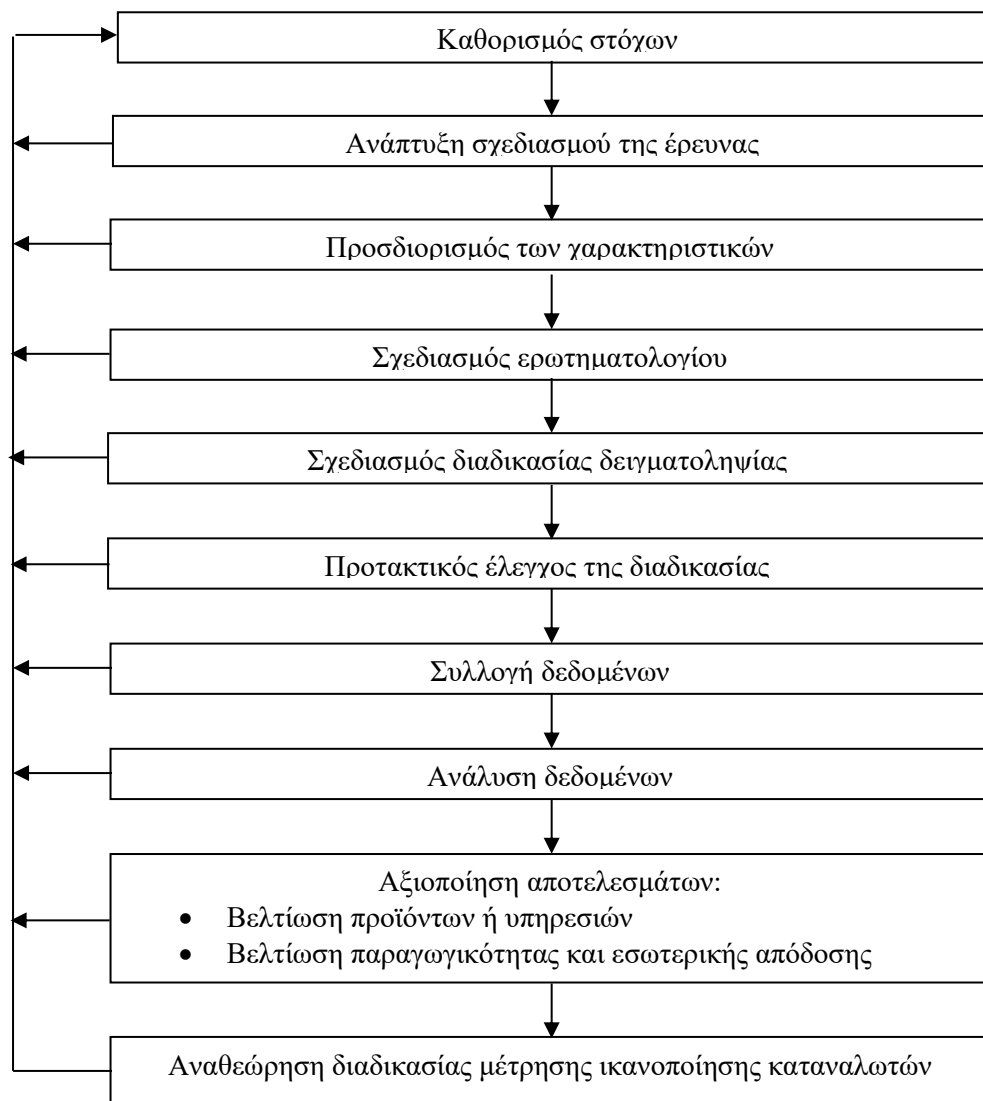 Καθορισμός στόχων
Ανάπτυξη σχεδιασμού της έρευνας
Προσδιορισμός των χαρακτηριστικών
Σχεδιασμός ερωτηματολογίου
Σχεδιασμός διαδικασίας δειγματοληψίας
Προτακτικός έλεγχος της διαδικασίας
Συλλογή δεδομένων
Ανάλυση δεδομένων
Αξιοποίηση αποτελεσμάτων:
• Βελτίωση προϊόντων ή υπηρεσιών
• Βελτίωση παραγωγικότητας και εσωτερικής απόδοσης
Αναθεώρηση διαδικασίας μέτρησης ικανοποίησης καταναλωτών